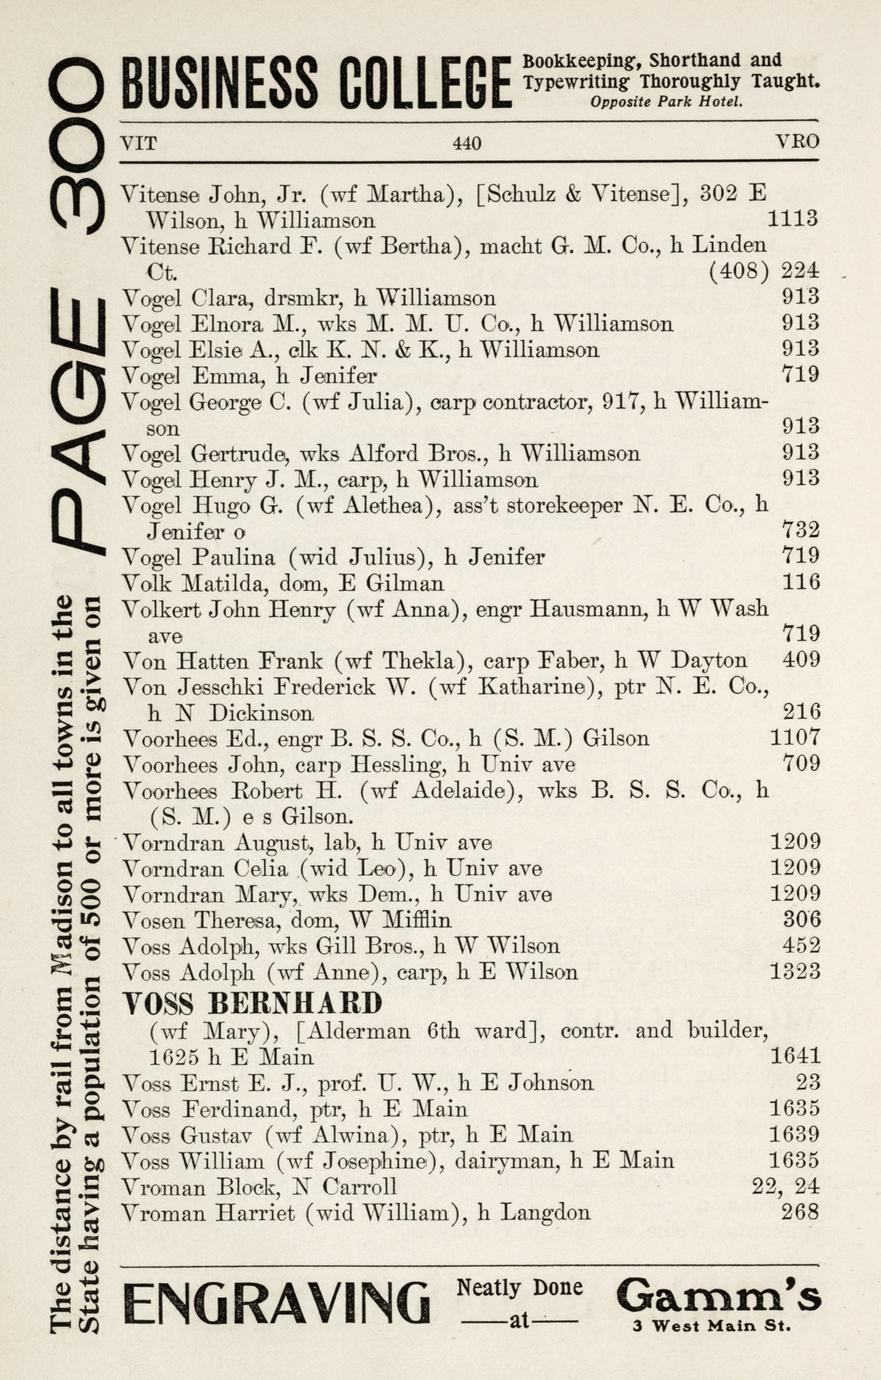 BUSINESS COLLEGE
Bookkeeping, Shorthand and
Typewriting Thoroughly Taught.
Opposite Park Hotel.
VIT 440 VRO
Vitense John, Jr. (wf Martha), [Schulz & Vitense], 302 E
Wilson, h Williamson 1113
Vitense Richard F. (wf Bertha), macht G. M. Co., h Linden
Ct. (408) 224
Vogel Clara, drsmkr, h Williamson 913
Vogel Elnora M., wks M. M. U. Co., h Williamson 913
Vogel Elsie A., clk K. N. & K., h Williamson 913
Vogel Emma, h Jenifer 719
Vogel George C. (wf Julia), carp contractor, 917, h William-
son 913
Vogel Gertrude, wks Alford Bros., h Williamson 913
Vogel Henry J. M., carp, h Williamson 913
Vogel Hugo G. (wf Alethea), ass't storekeeper N. E. Co., h
Jenifer o 732
Vogel Paulina (wid Julius), h Jenifer 719
Volk Matilda, dom, E Gilman 116
Volkert John Henry (wf Anna), engr Hausmann, h W Wash
ave 719
Von Hatten Frank (wf Thekla), carp Faber, h W Dayton 409
Von Jesschki Frederick W. (wf Katharine), ptr N. E. Co.,
h N Dickinson 216
Voorhees Ed., engr B. S. S. Co., h (S. M.) Gilson 1107
Voorhees John, carp Hessling, h Univ ave 709
Voorhees Robert H. (wf Adelaide), wks B. S. S. Co., h
(S. M.) e s Gilson.
Vorndran August, lab, h Univ ave 1209
Vorndran Celia (wid Leo), h Univ ave 1209
Vorndran Mary, wks Dem., h Univ ave 1209
Vosen Theresa, dom, W Mifflin 306
Voss Adolph, wks Gill Bros., h W Wilson 452
Voss Adolph (wf Anne), carp, h E Wilson 1323
VOSS BERNHARD
(wf Mary), [Alderman 6th ward], contr. and builder,
1625 h E Main 1641
Voss Ernst E. J., prof. U. W., h E Johnson 23
Voss Ferdinand, ptr, h E Main 1635
Voss Gustav (wf Alwina), ptr, h E Main 1639
Voss William (wf Josephine), dairyman, h E Main 1635
Vroman Block, N Carroll 22, 24
Vroman Harriet (wid William), h Langdon 268
ENGRAVING
Neatly Done
at
Gamm's
3 West Main St.
The distance by rail from Madison to all towns in the
State having a population of 500 or more is given on
PAGE 300